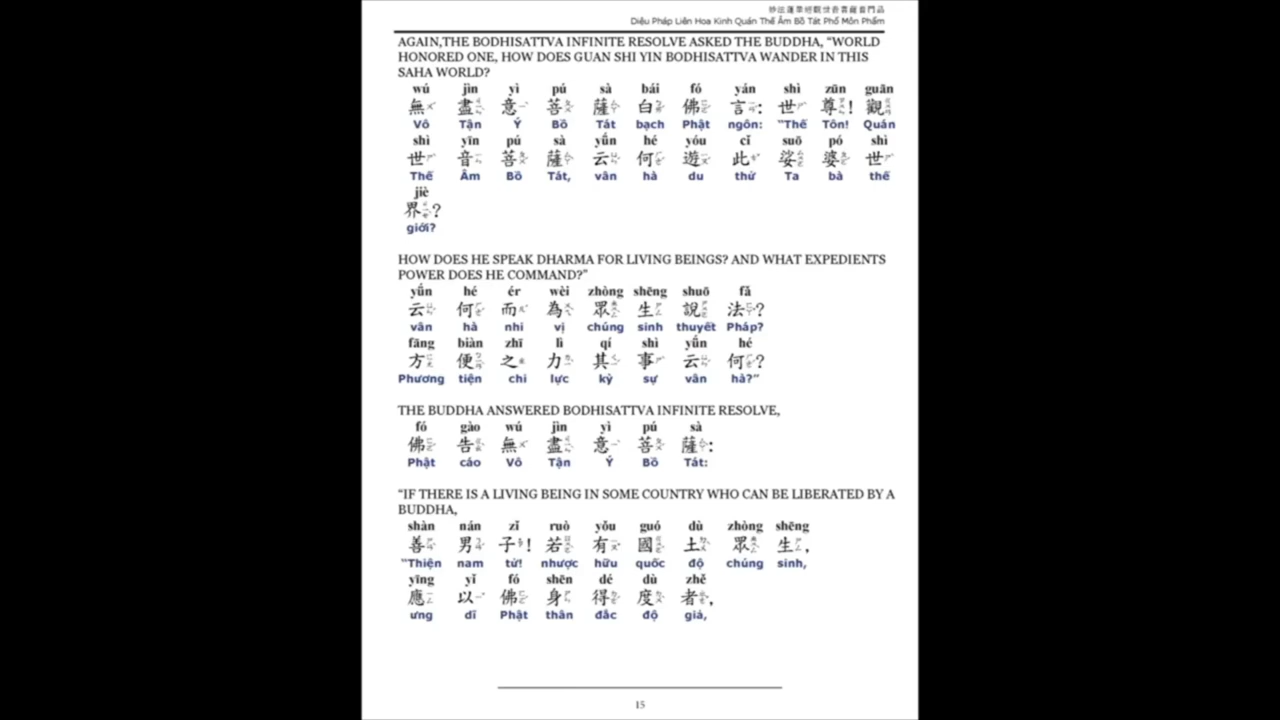 妙法蓮華經觀世音菩薩普門品
Diệu Pháp Liên Hoa Kinh Quán Thế Âm Bồ Tát Phổ Môn Phẩm
AGAIN,THE BODHISATTVA INFINITE RESOLVE ASKED THE BUDDHA, “WORLD
HONORED ONE, HOW DOES GUAN SHI YIN BODHISATTVA WANDER IN THIS
SAHA WORLD?
wú jìn yì pú sà bái fó yán shì zūn guān
無盡意菩薩白佛言: 世尊! 觀
Vô Tận Ý Bồ Tát bạch Phật ngôn: “Thế Tôn! Quán
shì yīn pú sà yǘn hé yóu cǐ suō pó shì
世音菩薩云何遊此娑婆世
Thế Âm Bồ Tát, vân hà du thử Ta bà thế
jiè
界?
giới?
HOW DOES HE SPEAK DHARMA FOR LIVING BEINGS? AND WHAT EXPEDIENTS
POWER DOES HE COMMAND?”
yǘn hé ér wèi zhòng shēng shuō fǎ
云何而為眾生說法?
vân hà nhi vị chúng sinh thuyết Pháp?
fāng biàn zhī lì qí shì yǘn hé
方便之力其事云何?
Phương tiện chi lực kỳ sự vân hà?”
THE BUDDHA ANSWERED BODHISATTVA INFINITE RESOLVE,
fó gào wú jìn yì pú sà
佛告無盡意菩薩:
Phật cáo Vô Tận Ý Bồ Tát:
“IF THERE IS A LIVING BEING IN SOME COUNTRY WHO CAN BE LIBERATED BY A
BUDDHA,
shàn nán zǐ ruò yǒu guó dù zhòng shēng
善男子! 若有國土眾生,
“Thiện nam tử! nhược hữu quốc độ chúng sinh,
yīng yǐ fó shēn dé dù zhě
應以佛身得度者,
ưng dĩ Phật thân đắc độ giả,
15